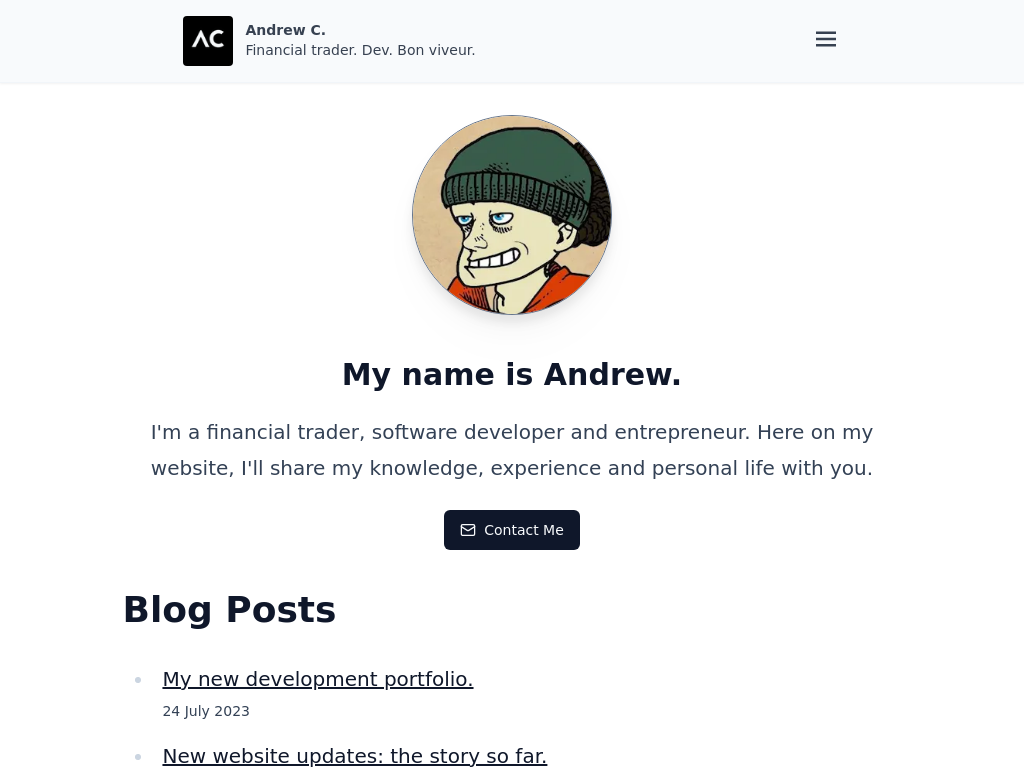 AC
Andrew C.
Financial trader. Dev. Bon viveur.
My name is Andrew.
I'm a financial trader, software developer and entrepreneur. Here on my
website, I'll share my knowledge, experience and personal life with you.
Contact Me
Blog Posts
My new development portfolio.
24 July 2023
New website updates: the story so far.